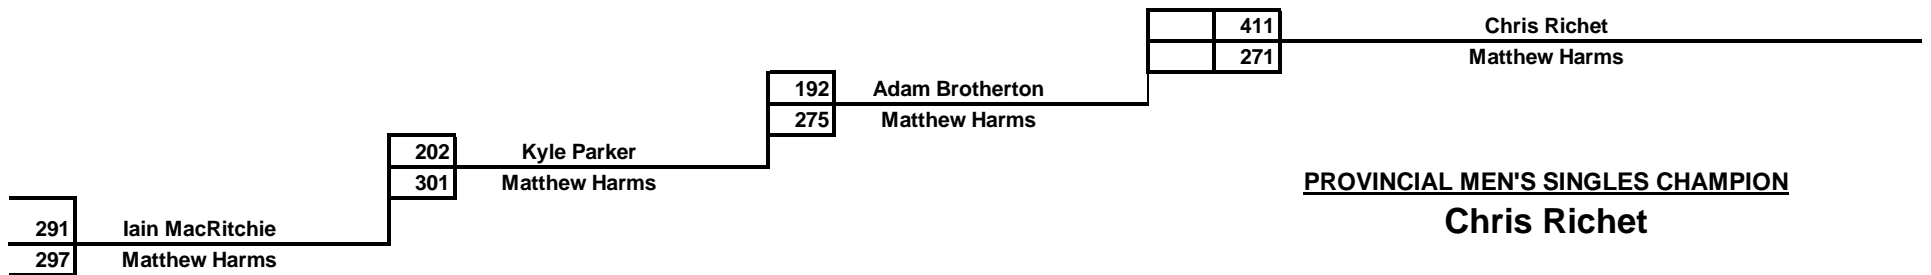 411 Chris Richet
271 Matthew Harms
192 Adam Brotherton
275 Matthew Harms
202 Kyle Parker
301 Matthew Harms
PROVINCIAL MEN'S SINGLES CHAMPION
Chris Richet
291 Iain MacRitchie
297 Matthew Harms